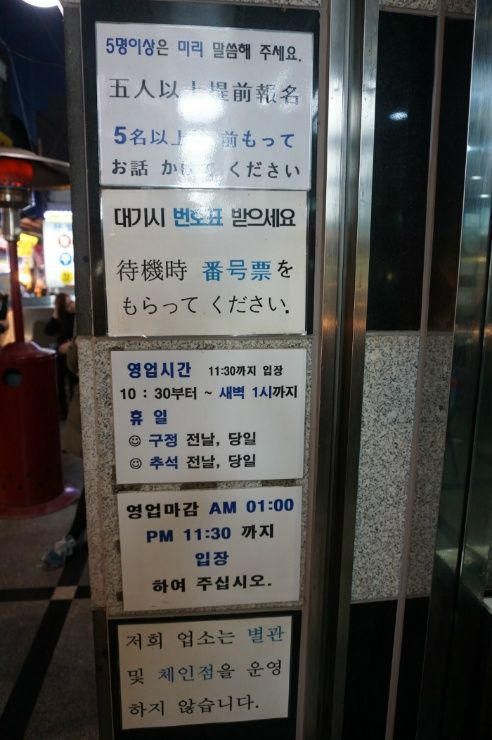 5명이상은 미리 말씀해 주세요.
五人以上提前報名
5名以上 前もって
お話 か ください
대기시 번호표 받으세요
待機時 番号票を
もらって ください.
영업시간 11:30까지 입장
10 : 30부터 ~ 새벽 1시까지
휴 일
☺ 구정 전날, 당일
☺ 추석 전날, 당일
영업마감 AM 01:00
PM 11:30 까지
입장
하여 주십시오.
저희 업소는 별관
및 체인점을 운영
하지 않습니다.